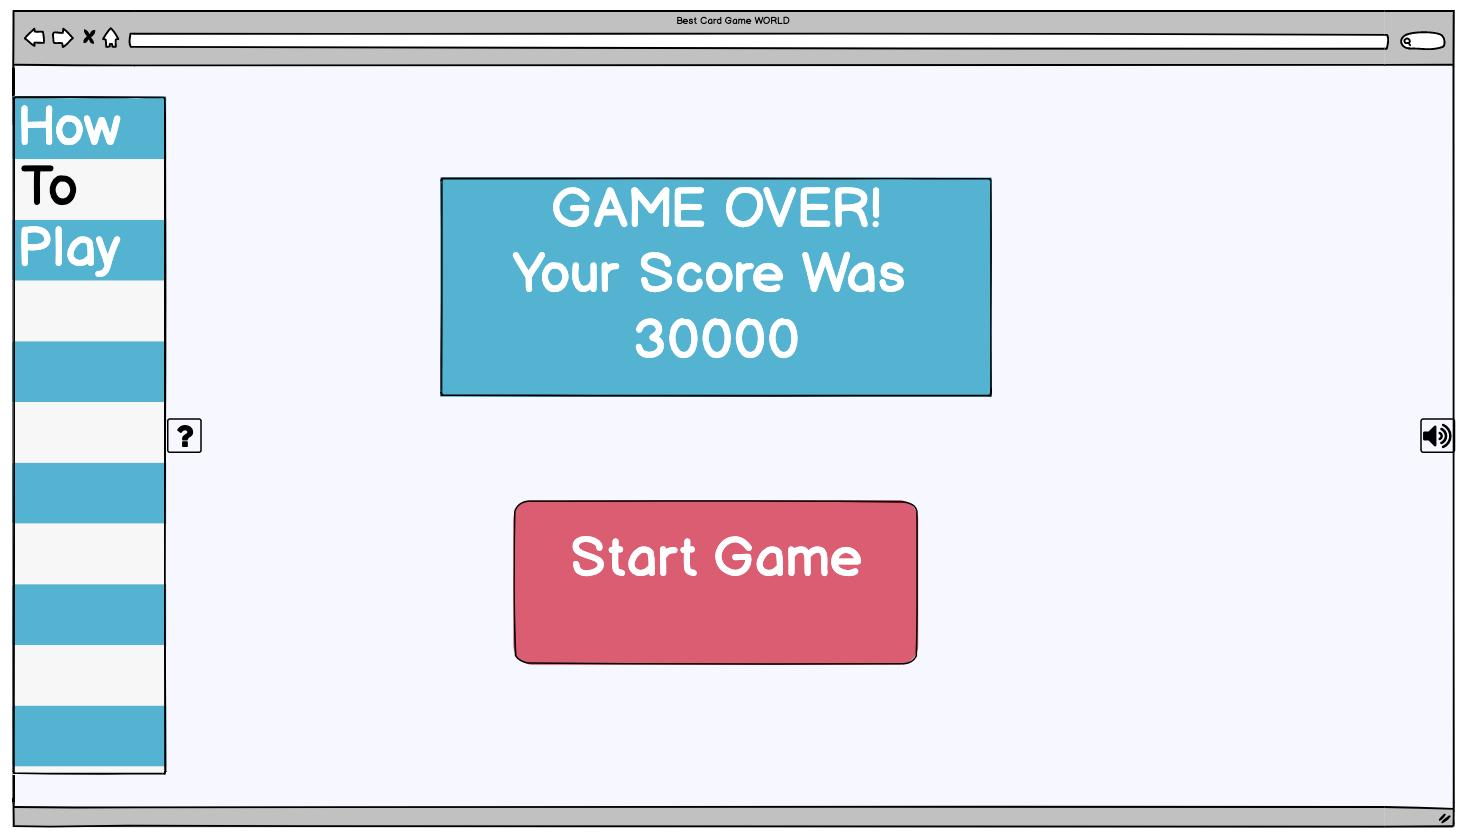 Best Card Game WORLD
How
To
Play
GAME OVER!
Your Score Was
30000
?
Start Game